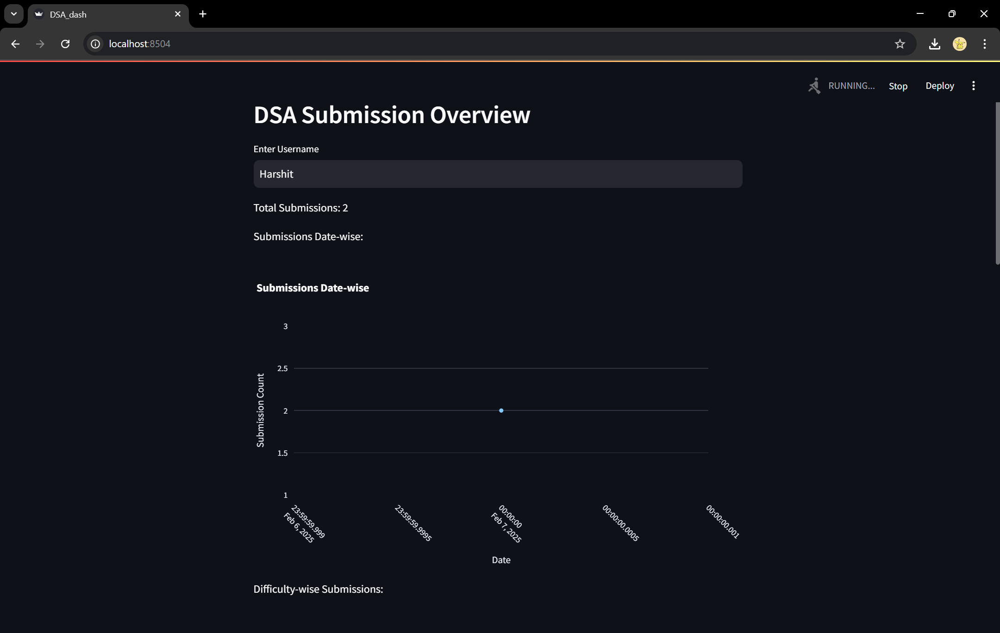 DSA_dash
localhost:8504
RUNNING...
Stop
Deploy
DSA Submission Overview
Enter Username
Harshit
Total Submissions: 2
Submissions Date-wise:
Submissions Date-wise
3
2.5
2
1.5
1
Submission Count
23:59:59.999
Feb 6, 2025
23:59:59.9995
00:00:00
Feb 7, 2025
00:00:00.0005
00:00:00.001
Date
Difficulty-wise Submissions: